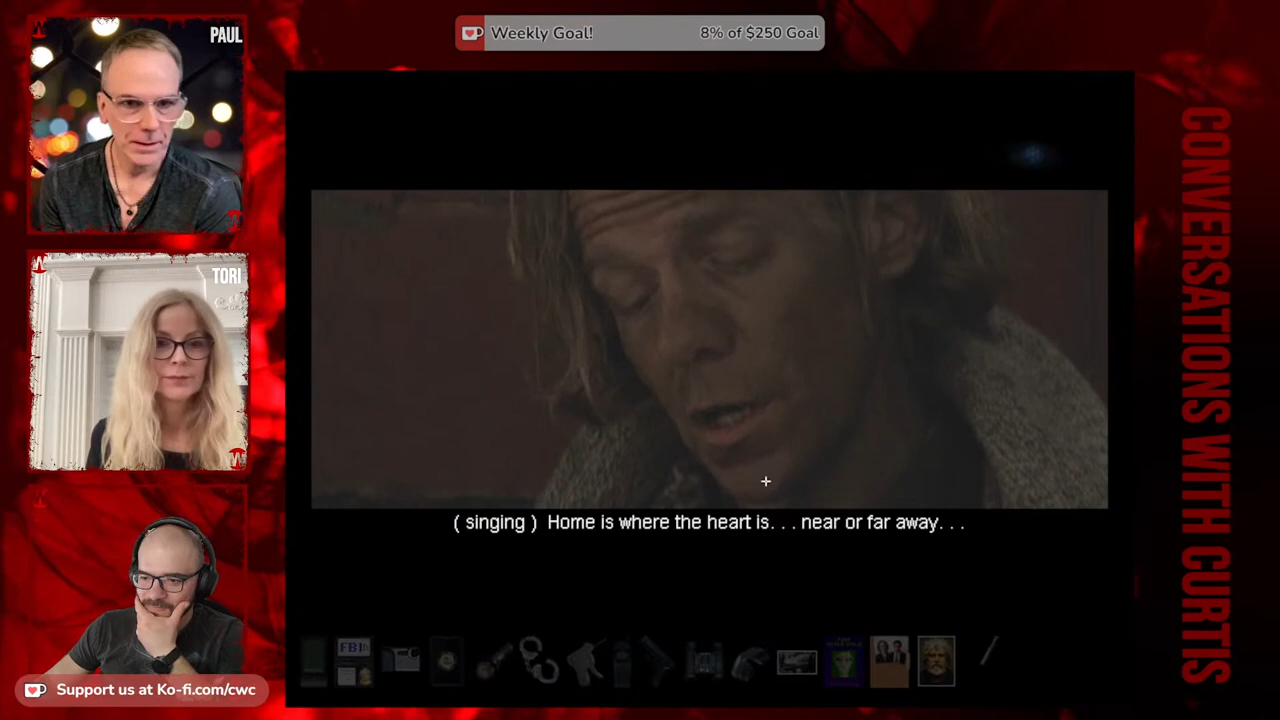 PAUL
Weekly Goal!
8% of $250 Goal
TORI
CONVERSATIONS WITH CURTIS
( singing ) Home is where the heart is. . . near or far away. . .
FBI
Support us at Ko-fi.com/cwc